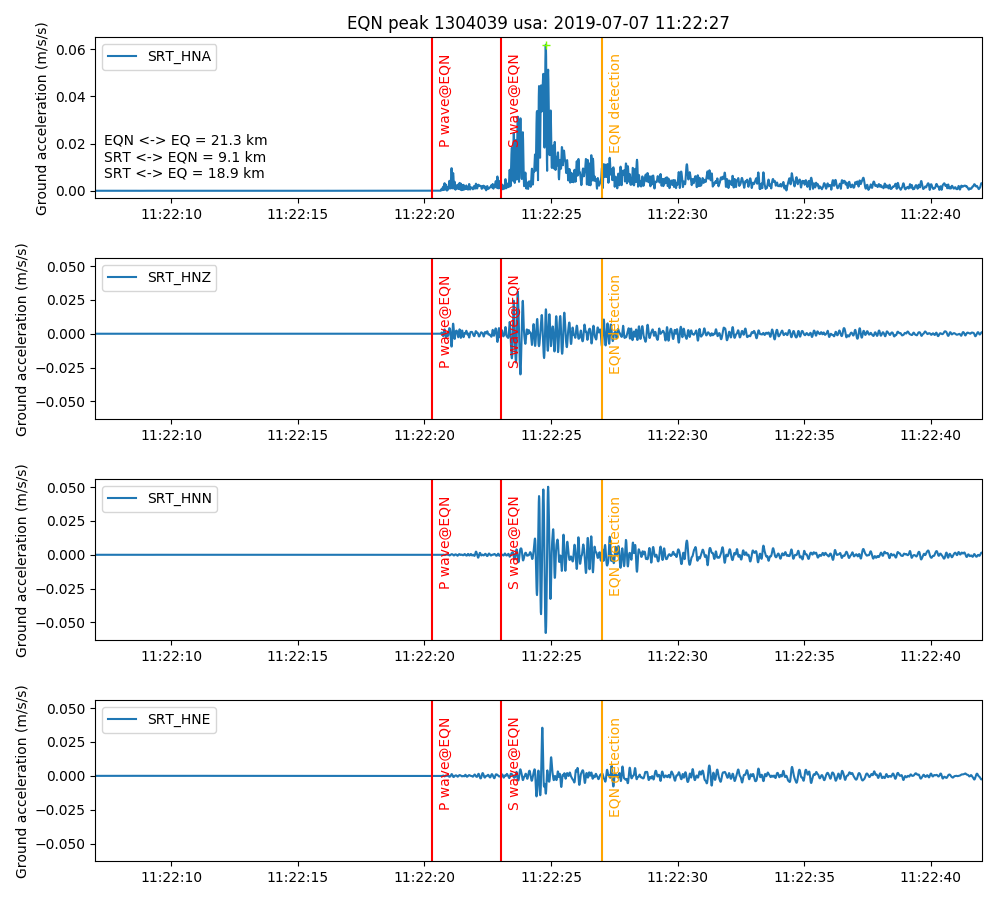 EQN peak 1304039 usa: 2019-07-07 11:22:27
Ground acceleration (m/s/s)
0.06
0.04
0.02
0.00
SRT_HNA
P wave@EQN
S wave@EQN
EQN detection
EQN <-> EQ = 21.3 km
SRT <-> EQN = 9.1 km
SRT <-> EQ = 18.9 km
11:22:10 11:22:15 11:22:20 11:22:25 11:22:30 11:22:35 11:22:40
Ground acceleration (m/s/s)
0.050
0.025
0.000
−0.025
−0.050
SRT_HNZ
P wave@EQN
S wave@EQN
EQN detection
11:22:10 11:22:15 11:22:20 11:22:25 11:22:30 11:22:35 11:22:40
Ground acceleration (m/s/s)
0.050
0.025
0.000
−0.025
−0.050
SRT_HNN
P wave@EQN
S wave@EQN
EQN detection
11:22:10 11:22:15 11:22:20 11:22:25 11:22:30 11:22:35 11:22:40
Ground acceleration (m/s/s)
0.050
0.025
0.000
−0.025
−0.050
SRT_HNE
P wave@EQN
S wave@EQN
EQN detection
11:22:10 11:22:15 11:22:20 11:22:25 11:22:30 11:22:35 11:22:40